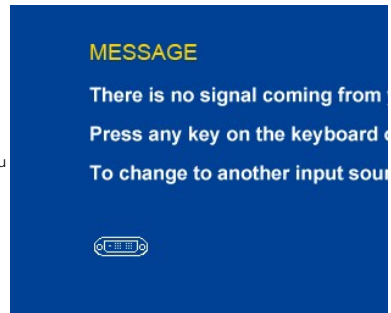 MESSAGE
There is no signal coming from
Press any key on the keyboard
u
To change to another input